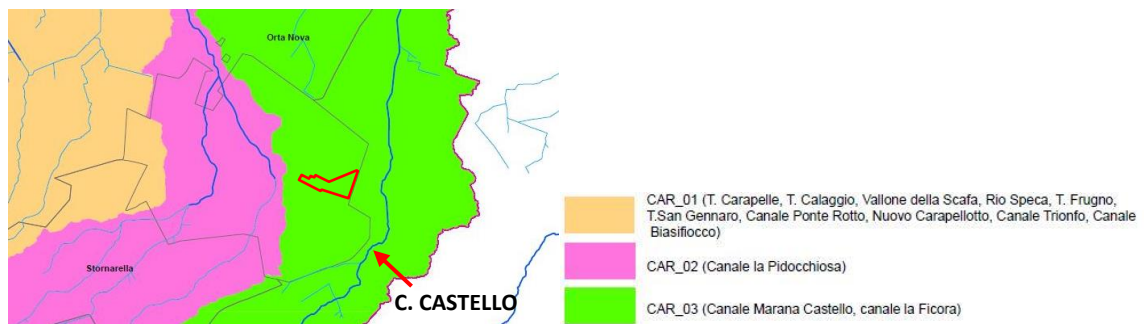 Orta Nova
Stornarella
C. CASTELLO
CAR_01 (T. Carapelle, T. Calaggio, Vallone della Scafa, Rio Speca, T. Frugno,
T.San Gennaro, Canale Ponte Rotto, Nuovo Carapellotto, Canale Trionfo, Canale
Biasifiocco)
CAR_02 (Canale la Pidocchiosa)
CAR_03 (Canale Marana Castello, canale la Ficora)